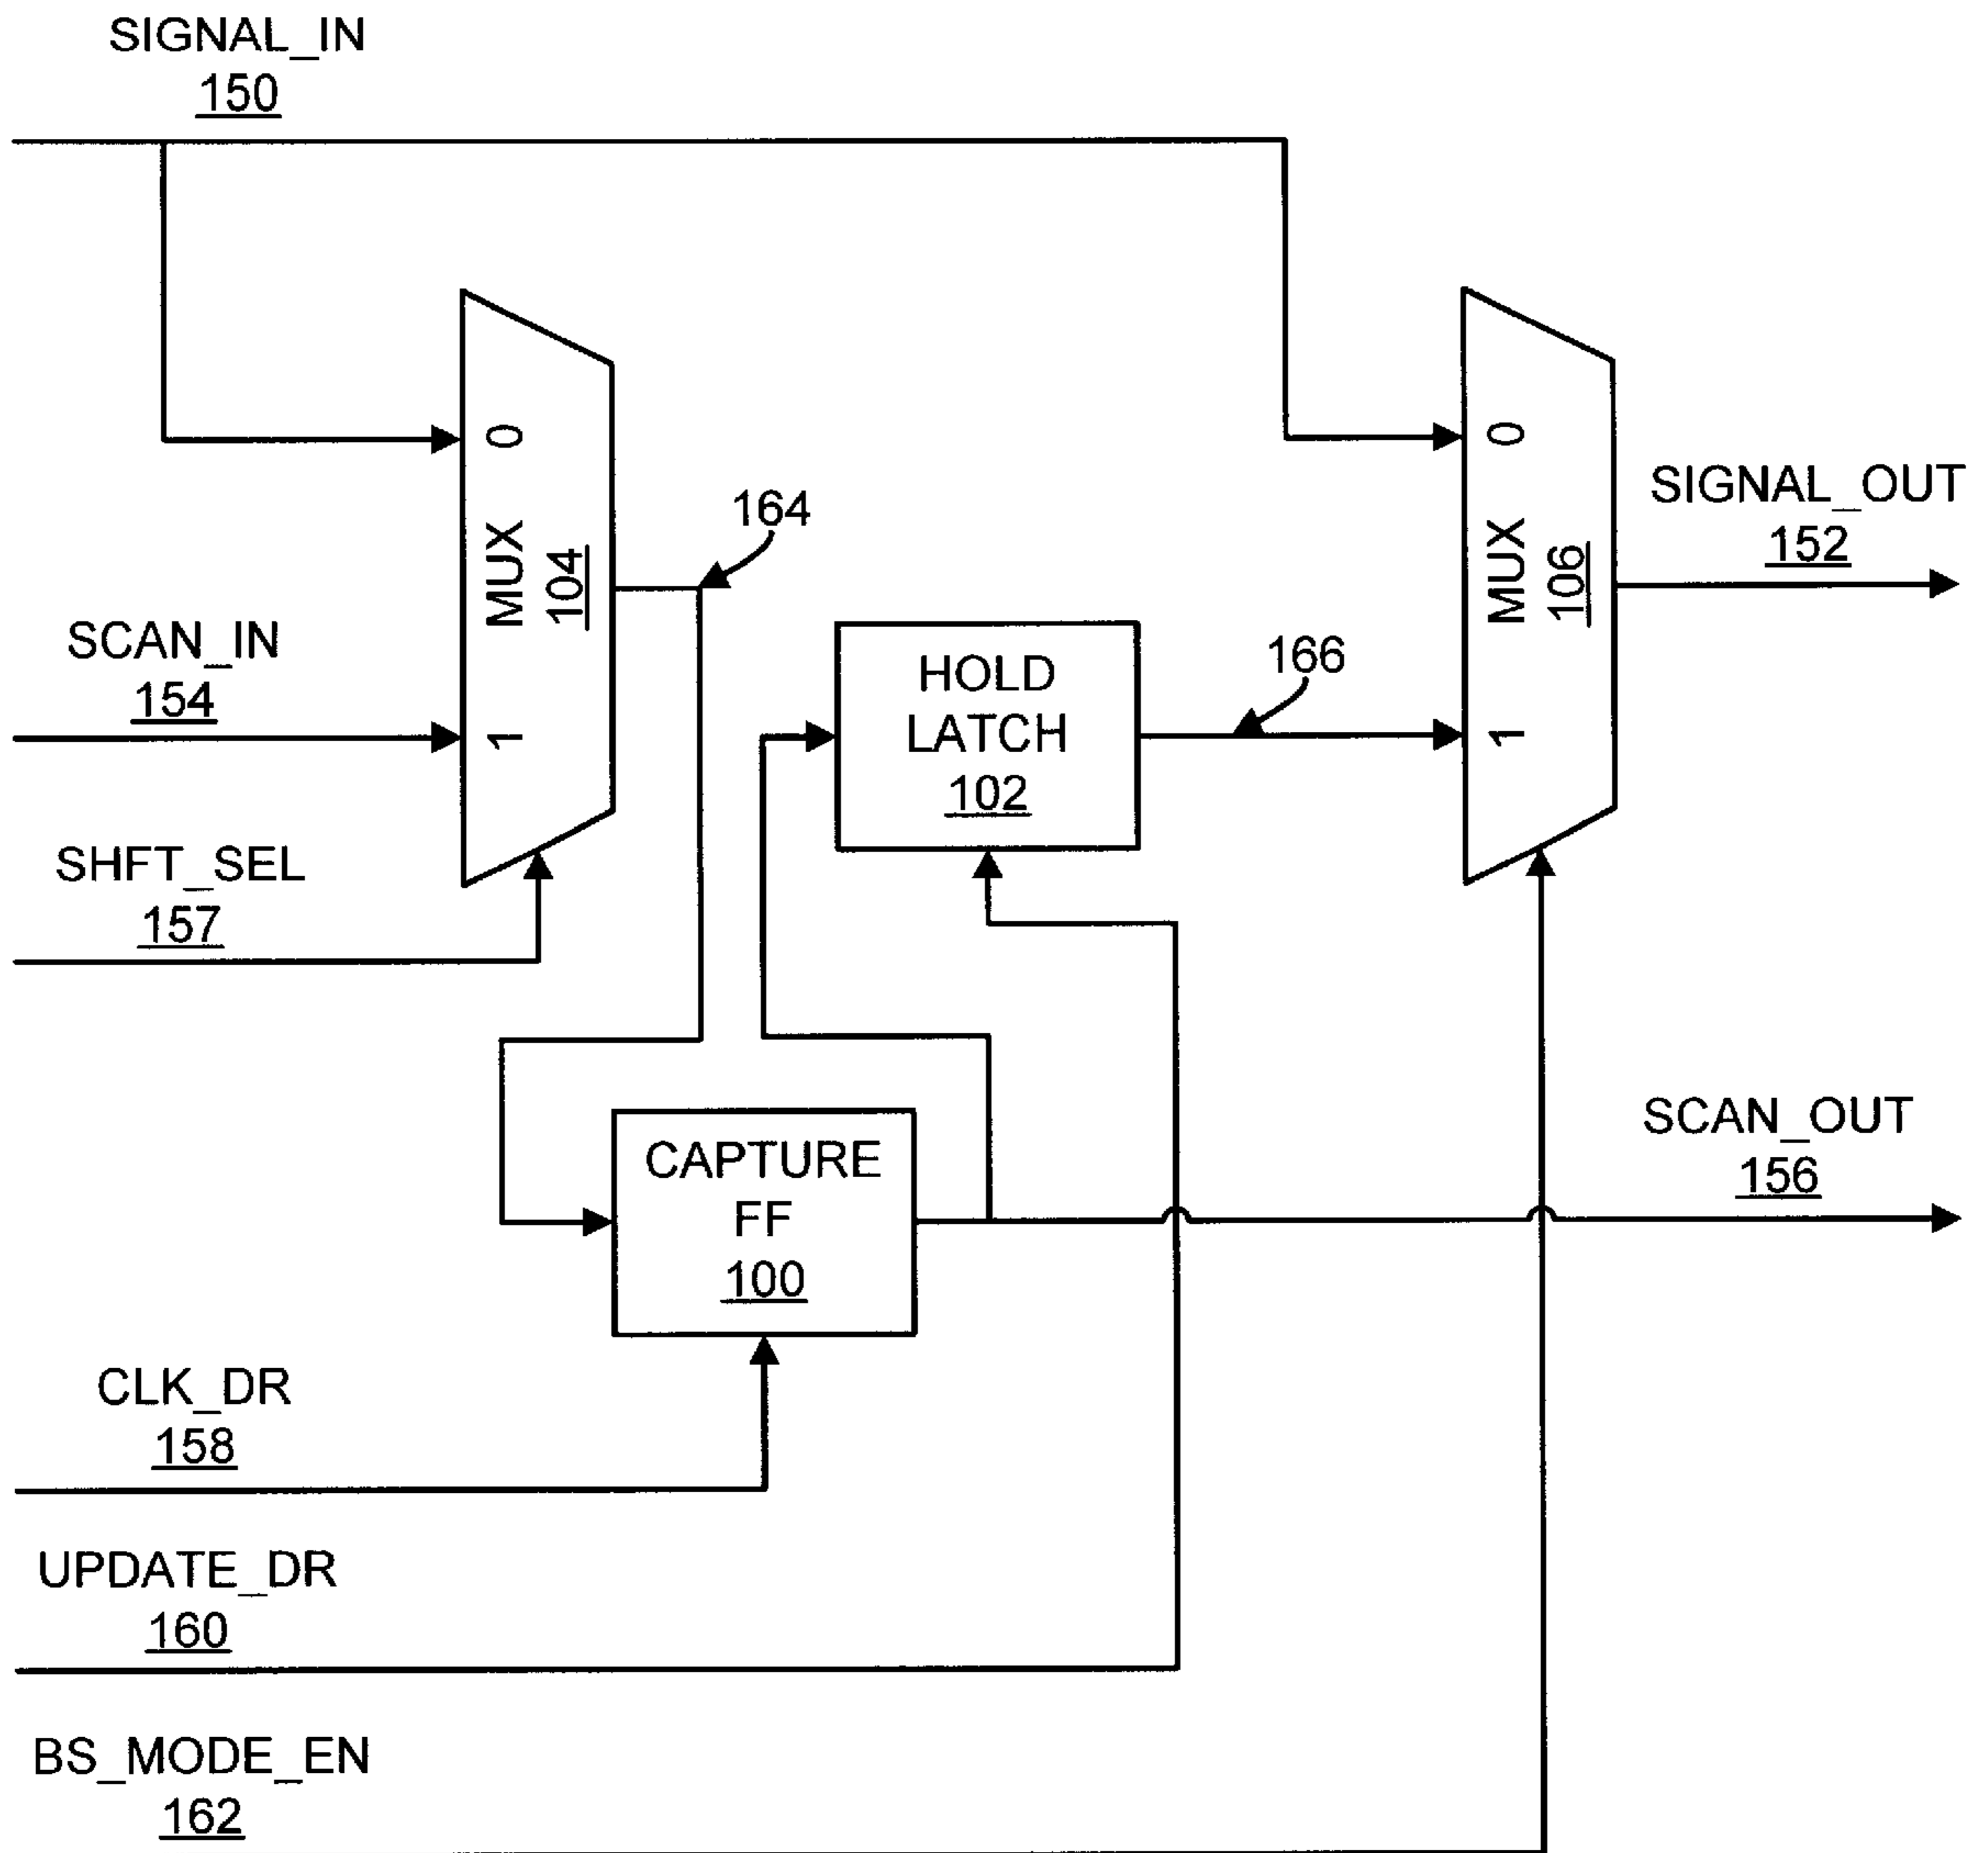 SIGNAL_IN
150
MUX 0
104
1
164
MUX 0
106
1
SIGNAL_OUT
152
SCAN_IN
154
HOLD
LATCH
102
166
SHFT_SEL
157
CAPTURE
FF
100
SCAN_OUT
156
CLK_DR
158
UPDATE_DR
160
BS_MODE_EN
162